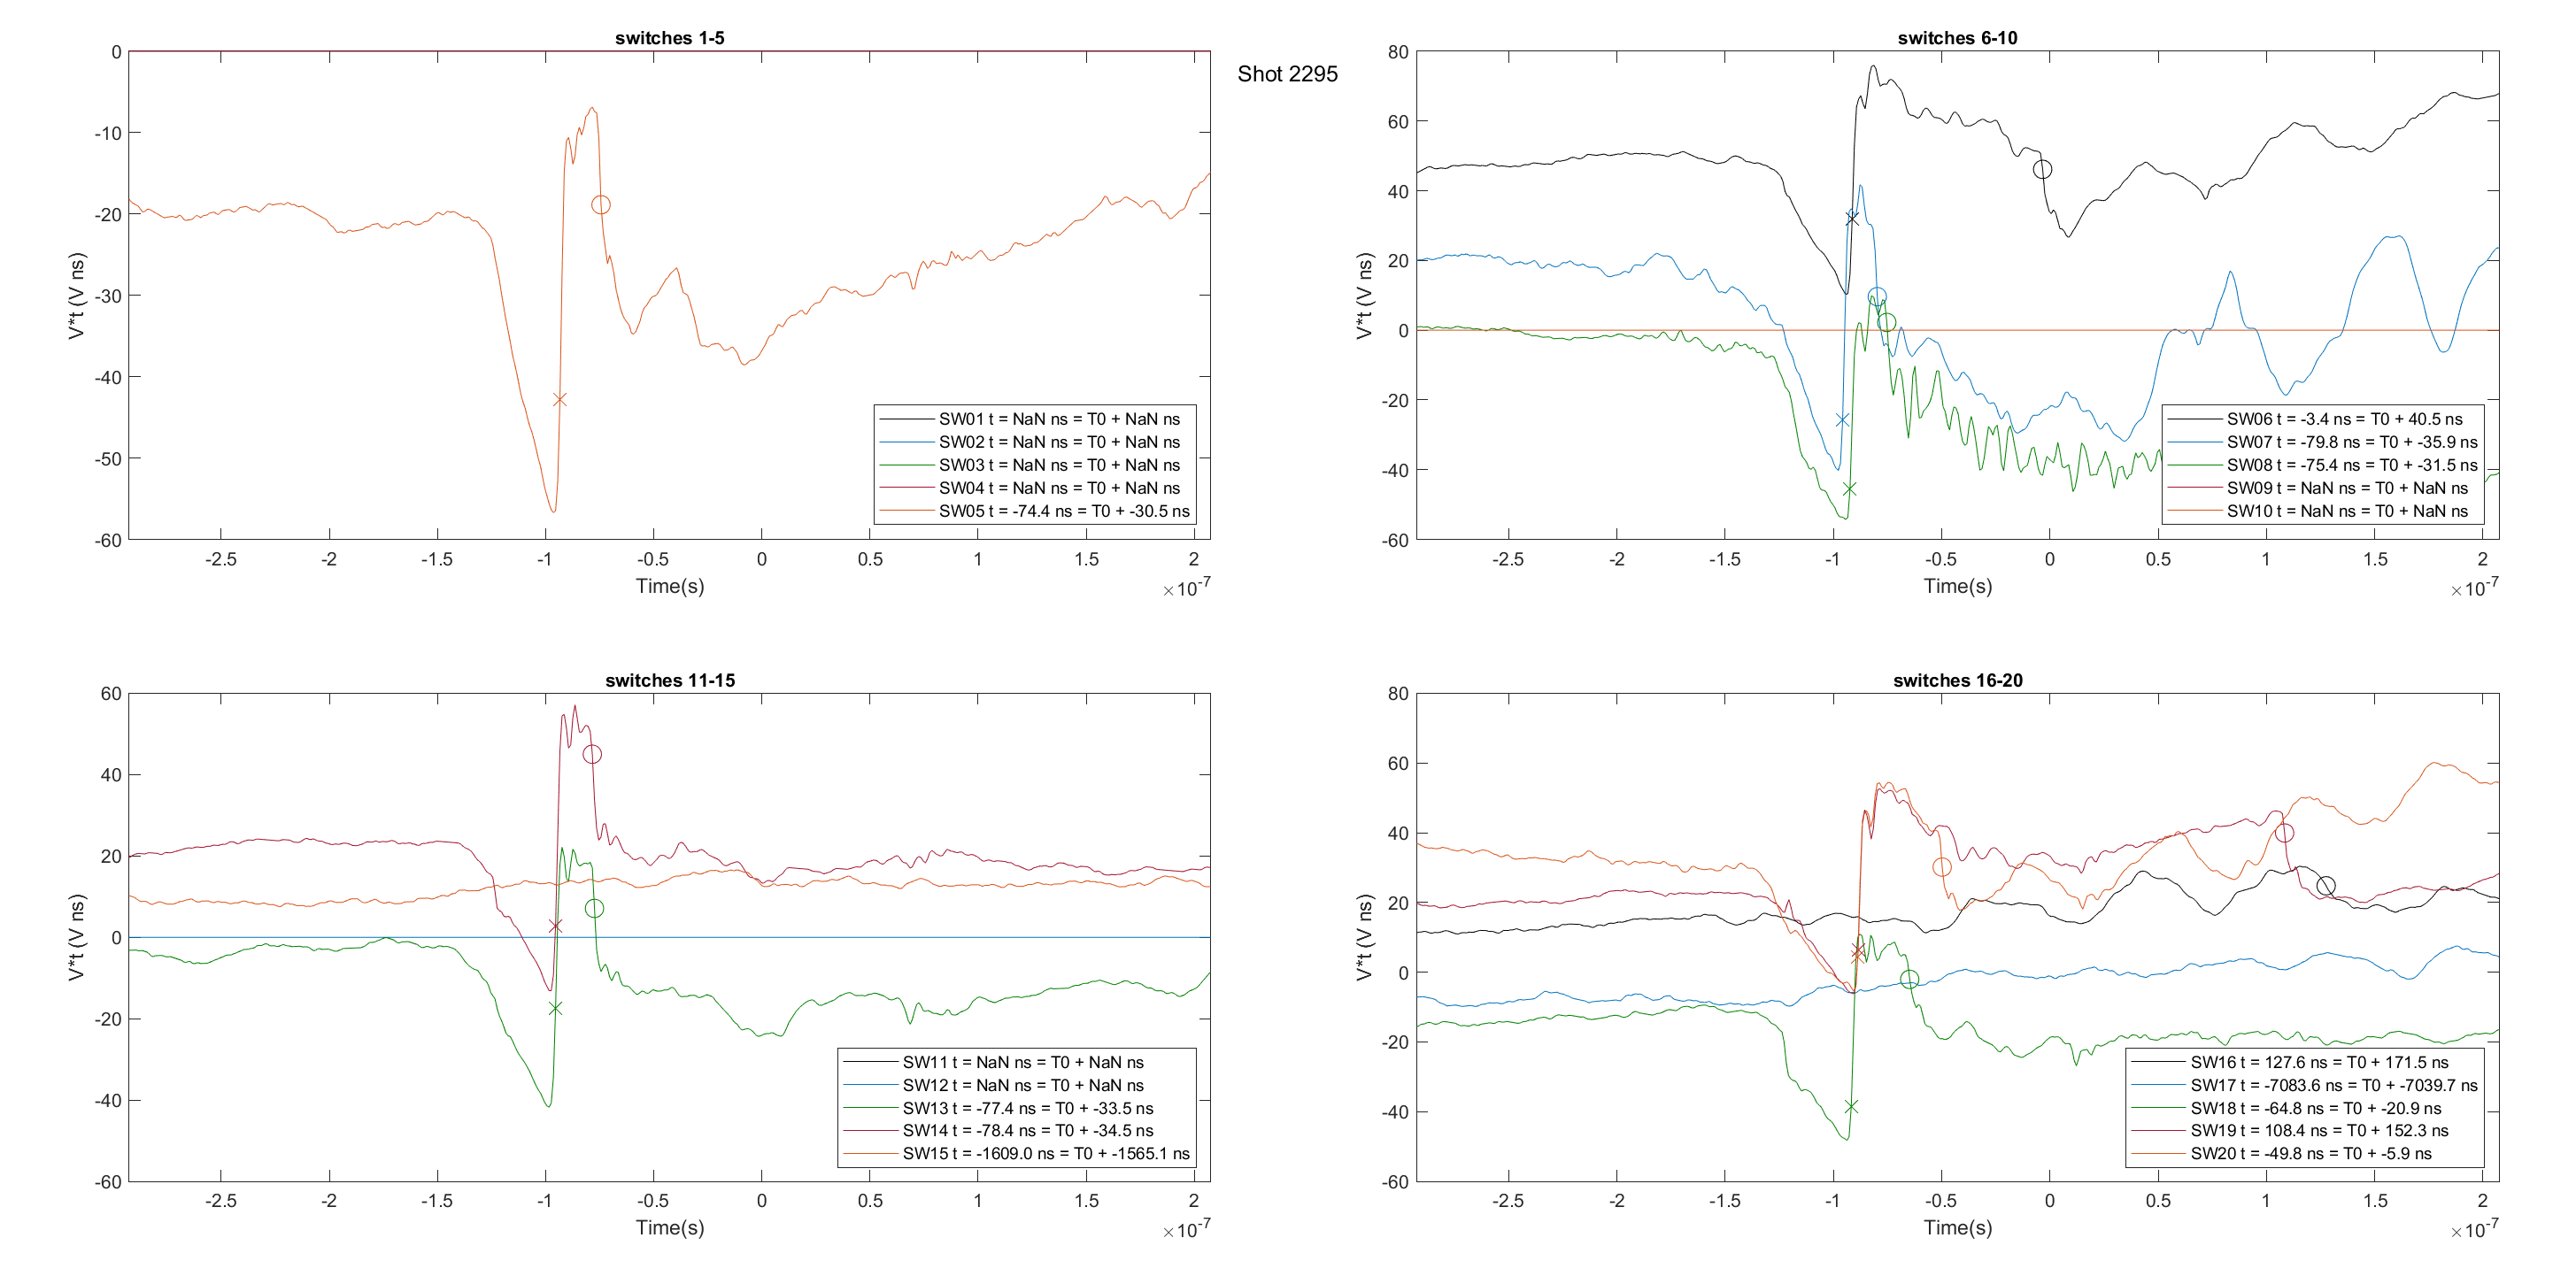 switches 1-5
0
-10
-20
-30
-40
-50
-60
V*t (V ns)
-2.5 -2 -1.5 -1 -0.5 0 0.5 1 1.5 2
Time(s)
×10-7
SW01 t = NaN ns = T0 + NaN ns
SW02 t = NaN ns = T0 + NaN ns
SW03 t = NaN ns = T0 + NaN ns
SW04 t = NaN ns = T0 + NaN ns
SW05 t = -74.4 ns = T0 + -30.5 ns
Shot 2295
switches 6-10
80
60
40
20
0
-20
-40
-60
V*t (V ns)
-2.5 -2 -1.5 -1 -0.5 0 0.5 1 1.5 2
Time(s)
×10-7
SW06 t = -3.4 ns = T0 + 40.5 ns
SW07 t = -79.8 ns = T0 + -35.9 ns
SW08 t = -75.4 ns = T0 + -31.5 ns
SW09 t = NaN ns = T0 + NaN ns
SW10 t = NaN ns = T0 + NaN ns
switches 11-15
60
40
20
0
-20
-40
-60
V*t (V ns)
-2.5 -2 -1.5 -1 -0.5 0 0.5 1 1.5 2
Time(s)
×10-7
SW11 t = NaN ns = T0 + NaN ns
SW12 t = NaN ns = T0 + NaN ns
SW13 t = -77.4 ns = T0 + -33.5 ns
SW14 t = -78.4 ns = T0 + -34.5 ns
SW15 t = -1609.0 ns = T0 + -1565.1 ns
switches 16-20
80
60
40
20
0
-20
-40
-60
V*t (V ns)
-2.5 -2 -1.5 -1 -0.5 0 0.5 1 1.5 2
Time(s)
×10-7
SW16 t = 127.6 ns = T0 + 171.5 ns
SW17 t = -7083.6 ns = T0 + -7039.7 ns
SW18 t = -64.8 ns = T0 + -20.9 ns
SW19 t = 108.4 ns = T0 + 152.3 ns
SW20 t = -49.8 ns = T0 + -5.9 ns